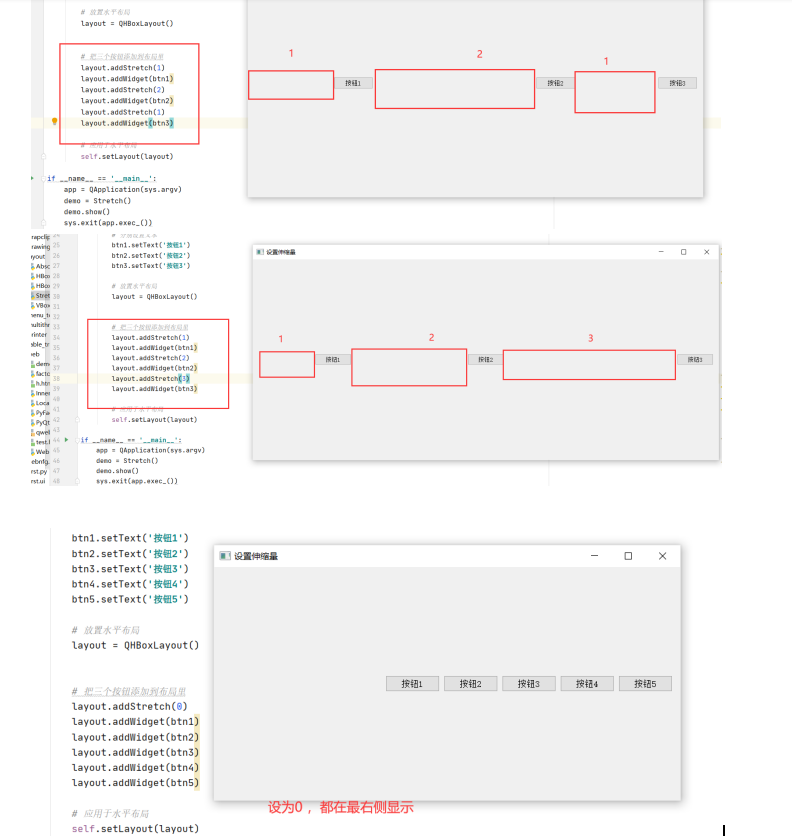 # 放置水平布局
layout = QHBoxLayout()
# 把三个按钮添加到布局里
layout.addStretch(1)
layout.addWidget(btn1)
layout.addStretch(2)
layout.addWidget(btn2)
layout.addStretch(1)
layout.addWidget(btn3)
# 应用于水平布局
self.setLayout(layout)
if __name__ == '__main__':
app = QApplication(sys.argv)
demo = Stretch()
demo.show()
sys.exit(app.exec_())
1
2
1
按钮1
按钮2
按钮3
25
26
27
28
29
30
31
32
33
34
35
36
37
38
39
40
41
42
43
44
45
46
47
48
btn1.setText('按钮1')
btn2.setText('按钮2')
btn3.setText('按钮3')
# 放置水平布局
layout = QHBoxLayout()
# 把三个按钮添加到布局里
layout.addStretch(1)
layout.addWidget(btn1)
layout.addStretch(2)
layout.addWidget(btn2)
layout.addStretch(3)
layout.addWidget(btn3)
# 应用于水平布局
self.setLayout(layout)
if __name__ == '__main__':
app = QApplication(sys.argv)
demo = Stretch()
demo.show()
sys.exit(app.exec_())
设置伸缩量
1
2
3
按钮1
按钮2
按钮3
btn1.setText('按钮1')
btn2.setText('按钮2')
btn3.setText('按钮3')
btn4.setText('按钮4')
btn5.setText('按钮5')
# 放置水平布局
layout = QHBoxLayout()
# 把三个按钮添加到布局里
layout.addStretch(0)
layout.addWidget(btn1)
layout.addWidget(btn2)
layout.addWidget(btn3)
layout.addWidget(btn4)
layout.addWidget(btn5)
# 应用于水平布局
self.setLayout(layout)
设置伸缩量
按钮1 按钮2 按钮3 按钮4 按钮5
设为0 ，都在最右侧显示